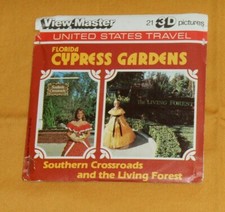 View-Master
21 3D pictures
UNITED STATES TRAVEL
FLORIDA
CYPRESS GARDENS
Southern Crossroads
and the Living Forest